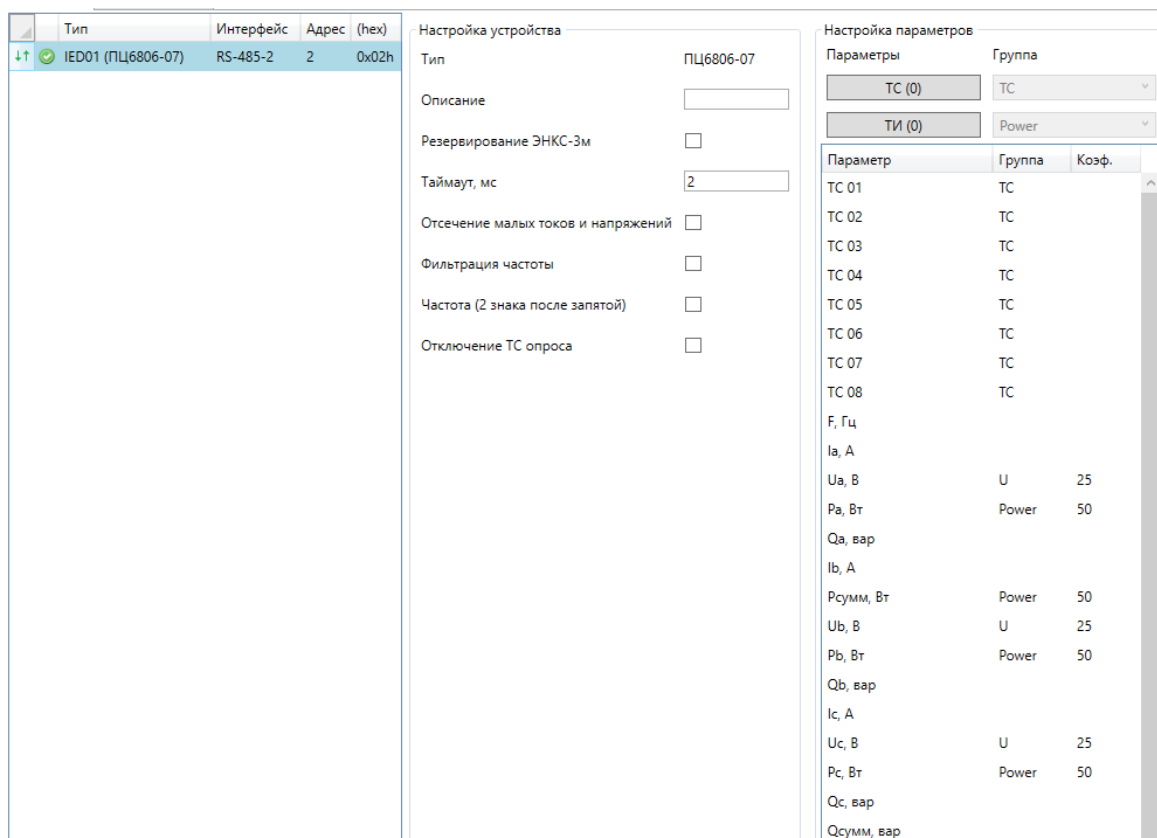 Тип Интерфейс Адрес (hex)
IED01 (ПЦ6806-07) RS-485-2 2 0x02h
Настройка устройства
Тип ПЦ6806-07
Описание
Резервирование ЭНКС-3м
Таймаут, мс 2
Отсечение малых токов и напряжений
Фильтрация частоты
Частота (2 знака после запятой)
Отключение ТС опроса
Настройка параметров
Параметры Группа
ТС (0) ТС
ТИ (0) Power
Параметр Группа Коэф.
ТС 01 ТС
ТС 02 ТС
ТС 03 ТС
ТС 04 ТС
ТС 05 ТС
ТС 06 ТС
ТС 07 ТС
ТС 08 ТС
F, Гц
Ia, А
Ua, В U 25
Pa, Вт Power 50
Qa, вар
Ib, А
Pсумм, Вт Power 50
Ub, В U 25
Pb, Вт Power 50
Qb, вар
Ic, А
Uc, В U 25
Pc, Вт Power 50
Qc, вар
Qсумм, вар